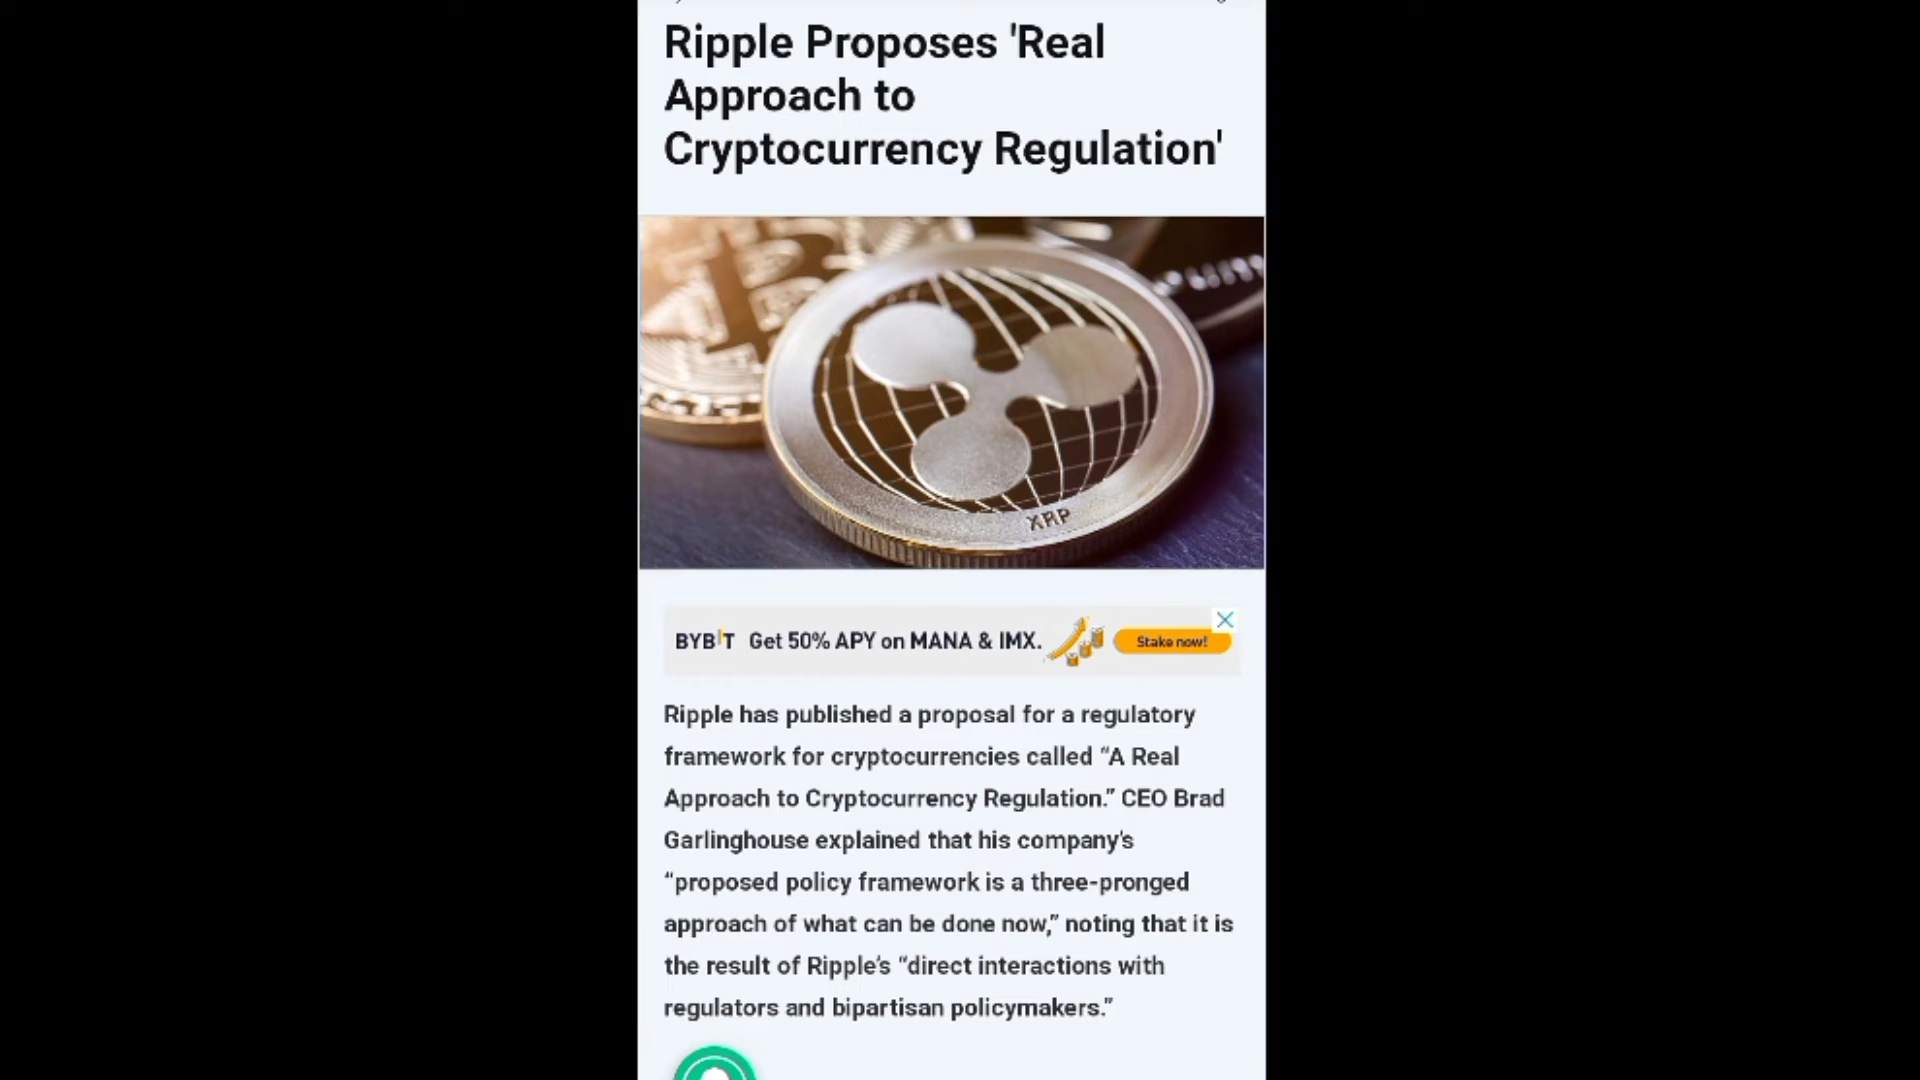 Ripple Proposes 'Real
Approach to
Cryptocurrency Regulation'
XRP
BYBIT Get 50% APY on MANA & IMX. Stake now!
Ripple has published a proposal for a regulatory
framework for cryptocurrencies called “A Real
Approach to Cryptocurrency Regulation.” CEO Brad
Garlinghouse explained that his company’s
“proposed policy framework is a three-pronged
approach of what can be done now,” noting that it is
the result of Ripple’s “direct interactions with
regulators and bipartisan policymakers.”